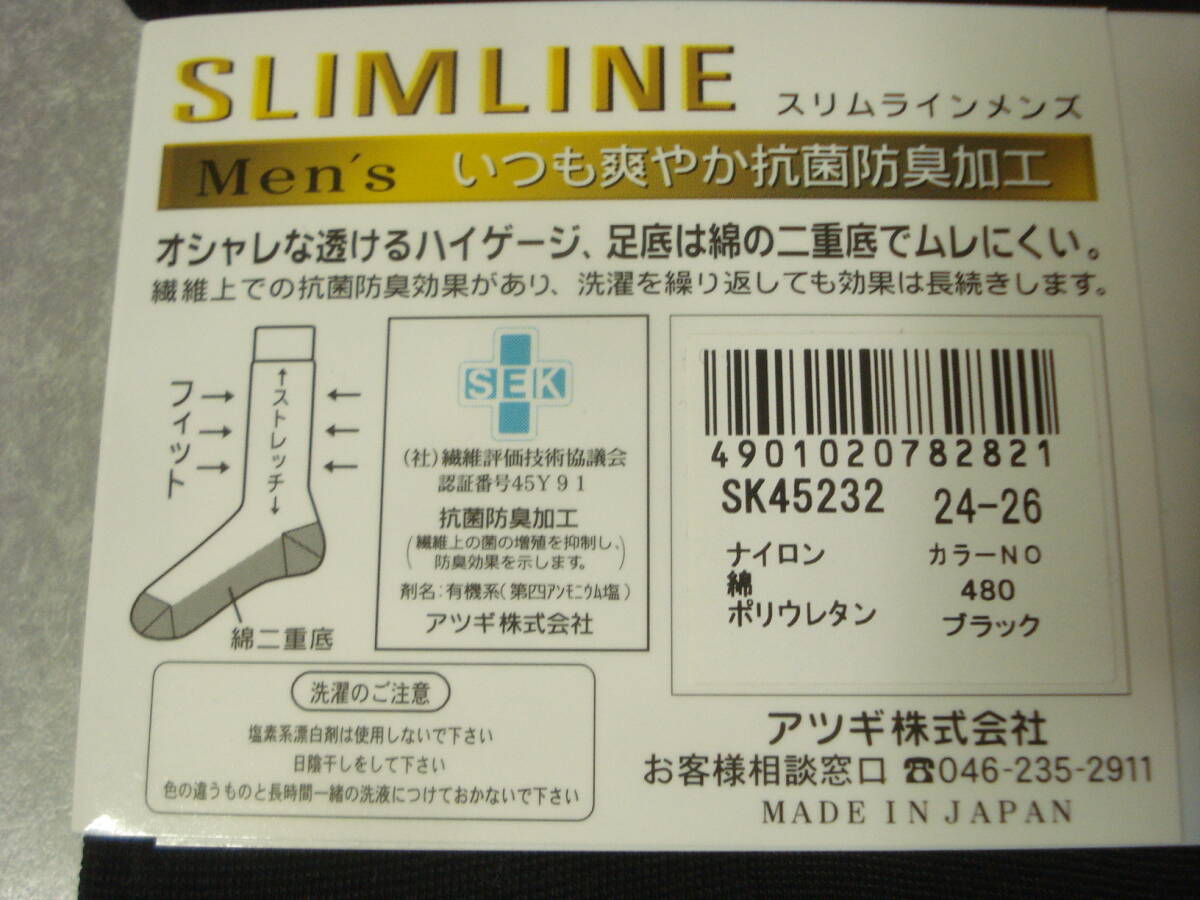 SLIMLINE スリムラインメンズ
Men's いつも爽やか抗菌防臭加工
オシャレな透けるハイゲージ、足底は綿の二重底でムレにくい。
繊維上での抗菌防臭効果があり、洗濯を繰り返しても効果は長続きします。
フィット
↑ストレッチ↓
綿二重底
SEK
(社)繊維評価技術協議会
認証番号45Y91
抗菌防臭加工
(繊維上の菌の増殖を抑制し、
防臭効果を示します。)
剤名:有機系(第四アンモニウム塩)
アツギ株式会社
4901020782821
SK45232 24-26
ナイロン カラーNO
綿 480
ポリウレタン ブラック
洗濯のご注意
塩素系漂白剤は使用しないで下さい
日陰干しをして下さい
色の違うものと長時間一緒の洗液につけておかないで下さい
アツギ株式会社
お客様相談窓口 ☎046-235-2911
MADE IN JAPAN